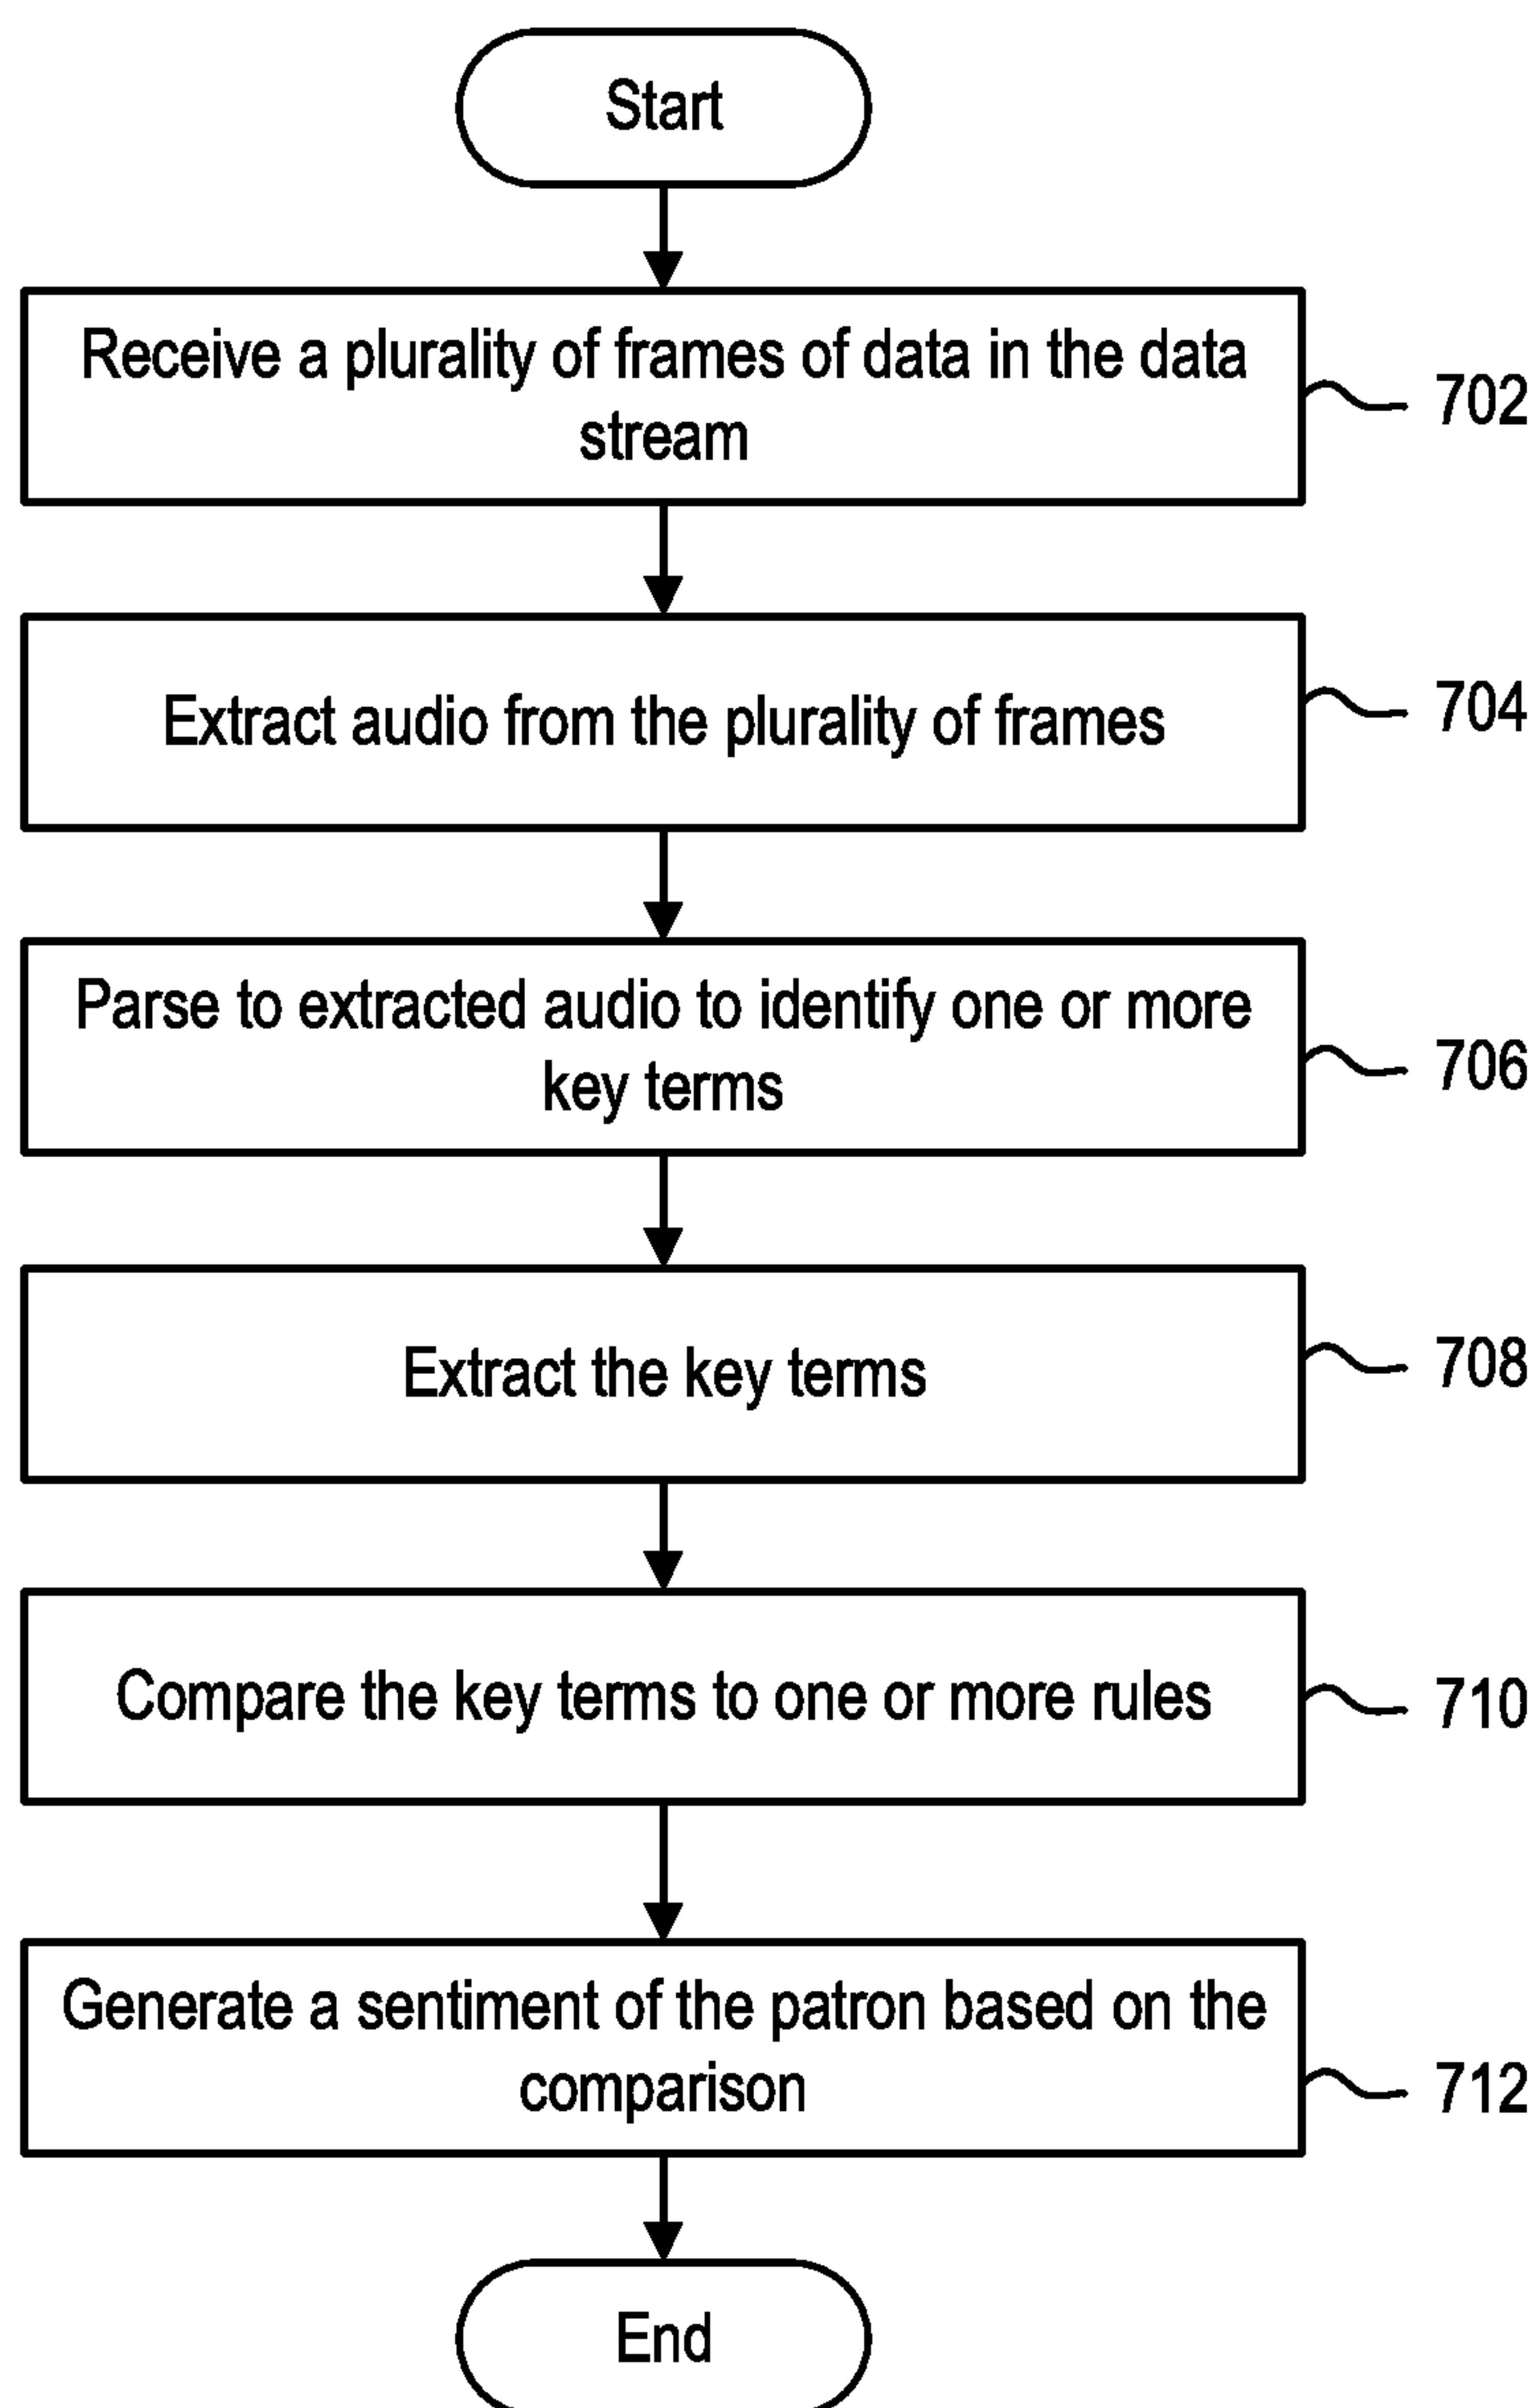 Start
Receive a plurality of frames of data in the data
stream
702
Extract audio from the plurality of frames
704
Parse to extracted audio to identify one or more
key terms
706
Extract the key terms
708
Compare the key terms to one or more rules
710
Generate a sentiment of the patron based on the
comparison
712
End